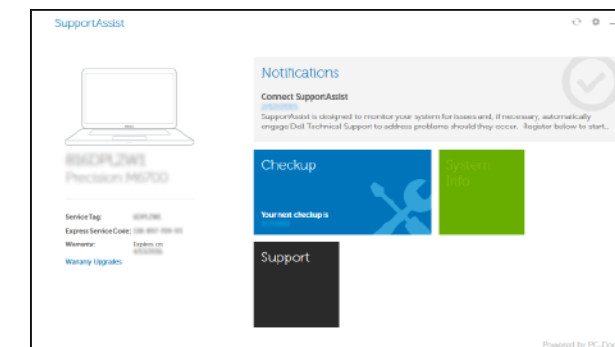 SupportAssist
Notifications
Connect SupportAssist
SupportAssist is designed to monitor your system for issues and, if necessary, automatically
engage Dell Technical Support to address problems should they occur. Register below to start...
Precision M6700
Checkup
System
Info
Your next checkup is
Service Tag:
Express Service Code:
Warranty: Expires on
Warranty Upgrades
Support
Powered by PC-Doc